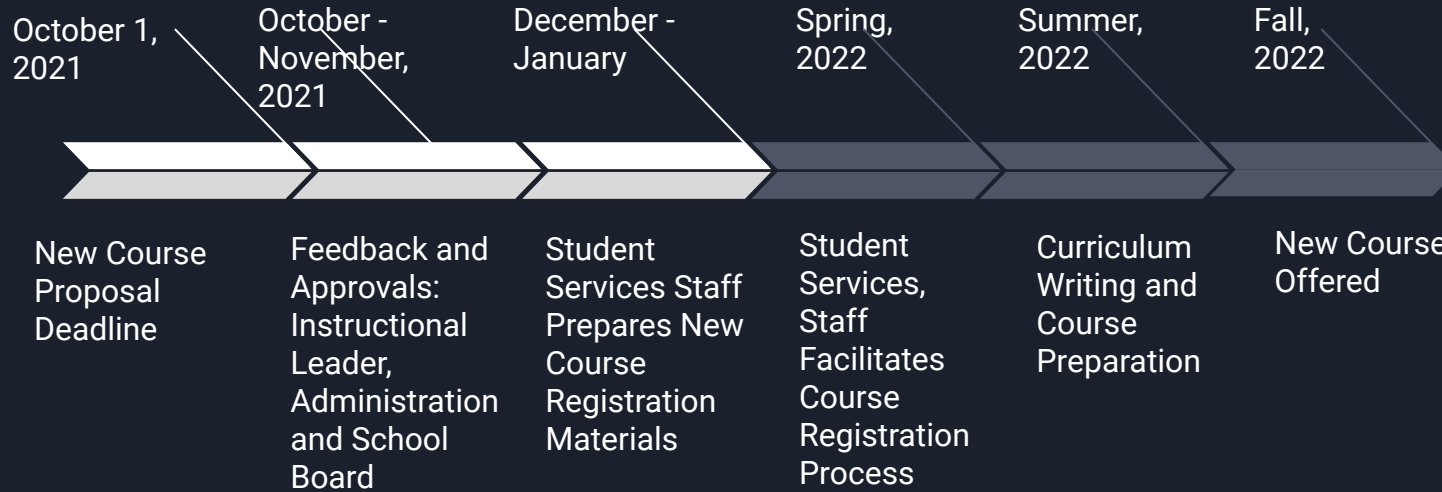 October 1,
2021
October -
November,
2021
December -
January
Spring,
2022
Summer,
2022
Fall,
2022
New Course
Proposal
Deadline
Feedback and
Approvals:
Instructional
Leader,
Administration
and School
Board
Student
Services Staff
Prepares New
Course
Registration
Materials
Student
Services,
Staff
Facilitates
Course
Registration
Process
Curriculum
Writing and
Course
Preparation
New Course
Offered